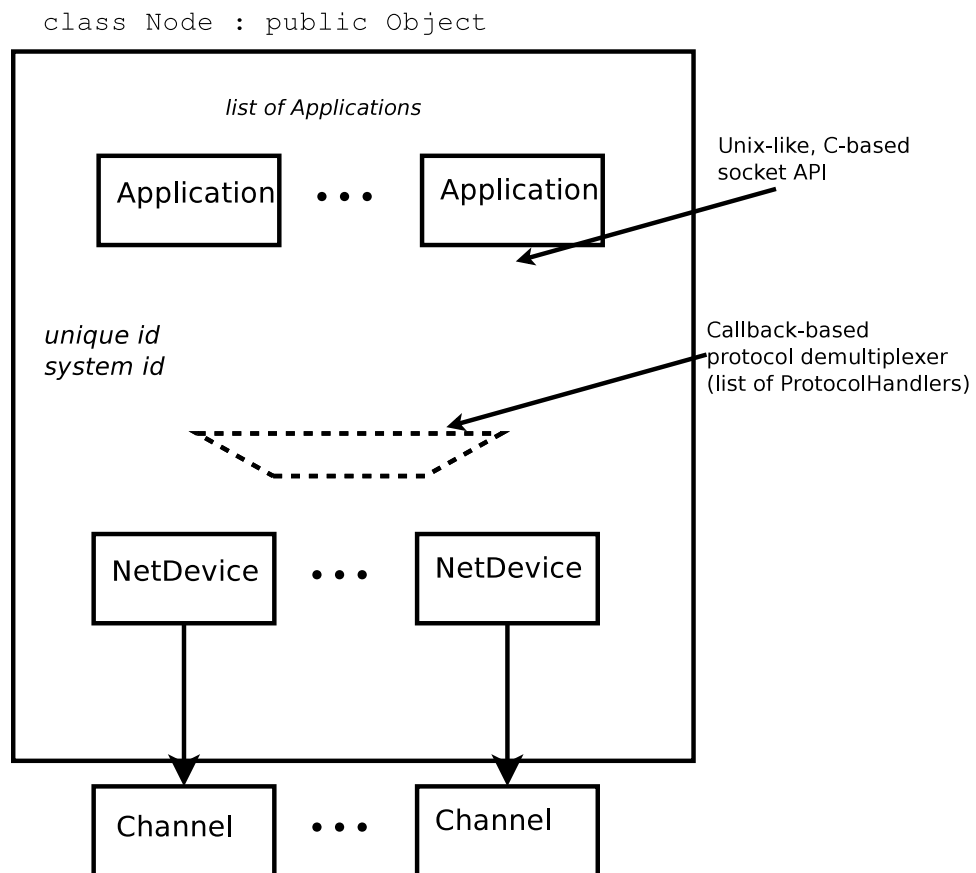 class Node : public Object
list of Applications
Unix-like, C-based
socket API
Application
Application
unique id
system id
Callback-based
protocol demultiplexer
(list of ProtocolHandlers)
NetDevice
NetDevice
Channel
Channel